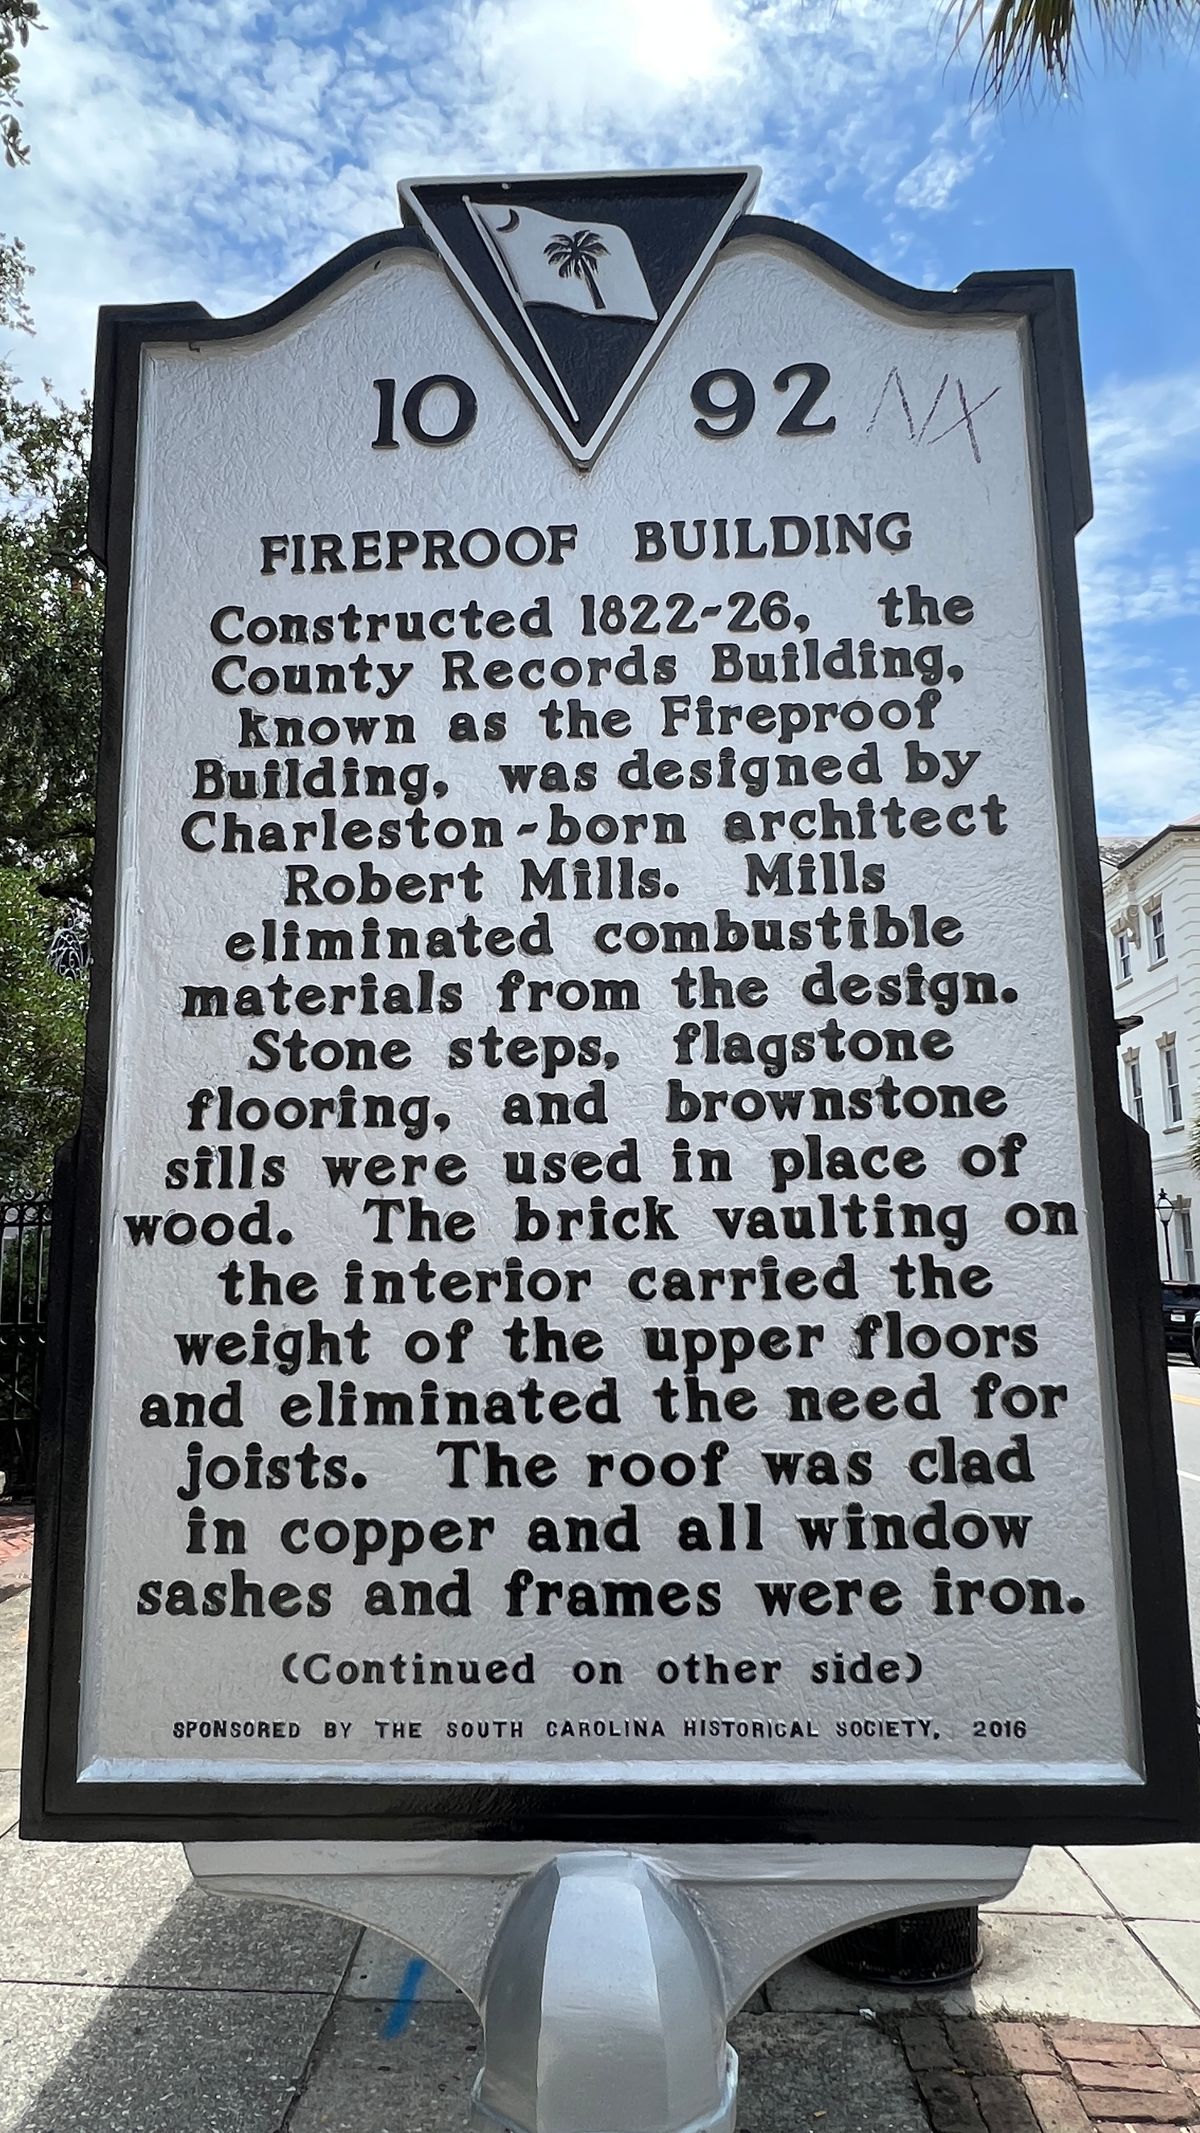 10 92 NX
FIREPROOF BUILDING
Constructed 1822-26, the
County Records Building,
known as the Fireproof
Building, was designed by
Charleston-born architect
Robert Mills. Mills
eliminated combustible
materials from the design.
Stone steps, flagstone
flooring, and brownstone
sills were used in place of
wood. The brick vaulting on
the interior carried the
weight of the upper floors
and eliminated the need for
joists. The roof was clad
in copper and all window
sashes and frames were iron.
(Continued on other side)
SPONSORED BY THE SOUTH CAROLINA HISTORICAL SOCIETY, 2016